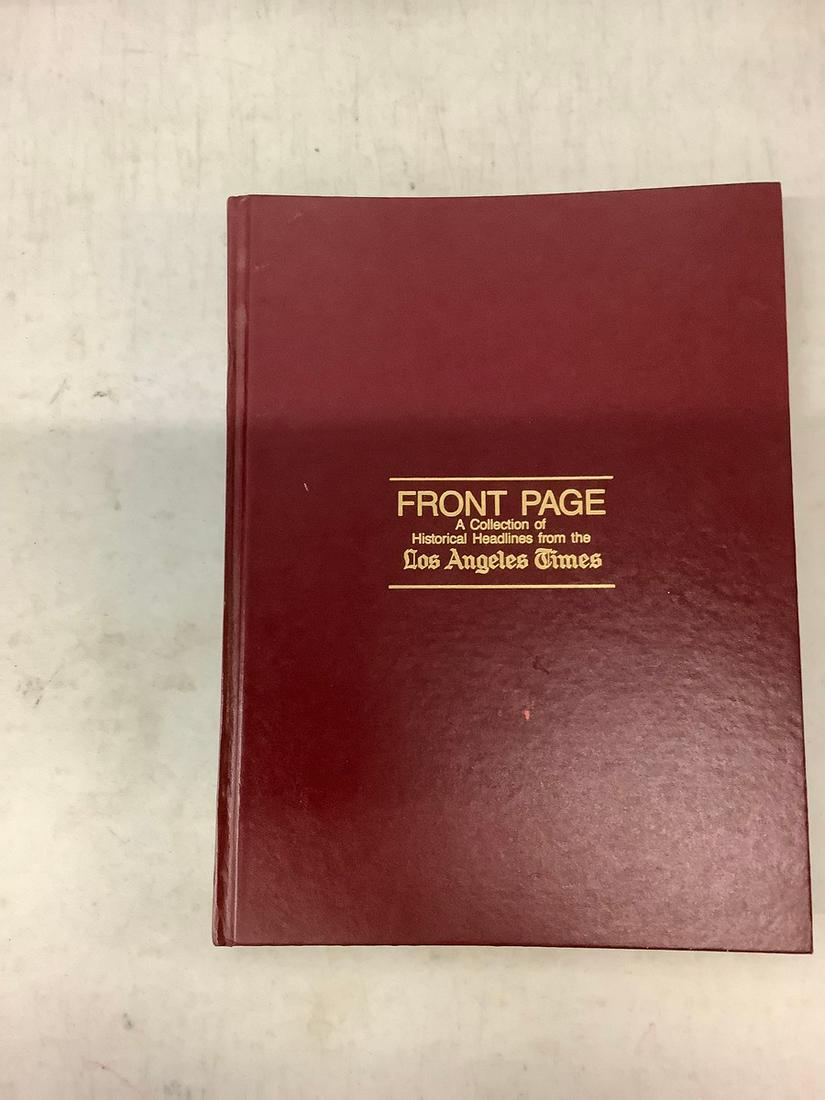 FRONT PAGE
A Collection of
Historical Headlines from the
Los Angeles Times